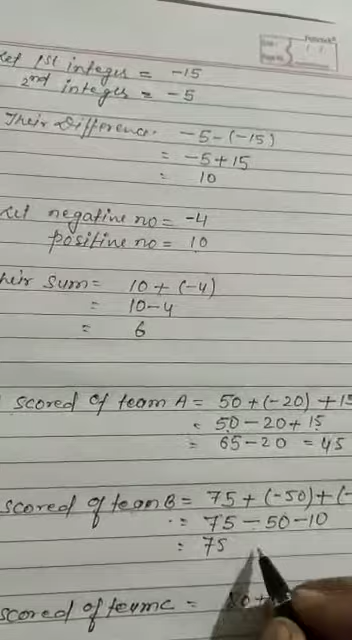 Let 1st integer = -15
2nd integer = -5
Their Difference. -5-(-15)
= -5+15
= 10
Let negative no = -4
positive no = 10
Their sum = 10+(-4)
= 10-4
= 6
scored of team A = 50+(-20)+15
= 50-20+15
= 65-20 = 45
scored of team B = 75+(-50)+(-
= 75-50-10
= 75
scored of team C =